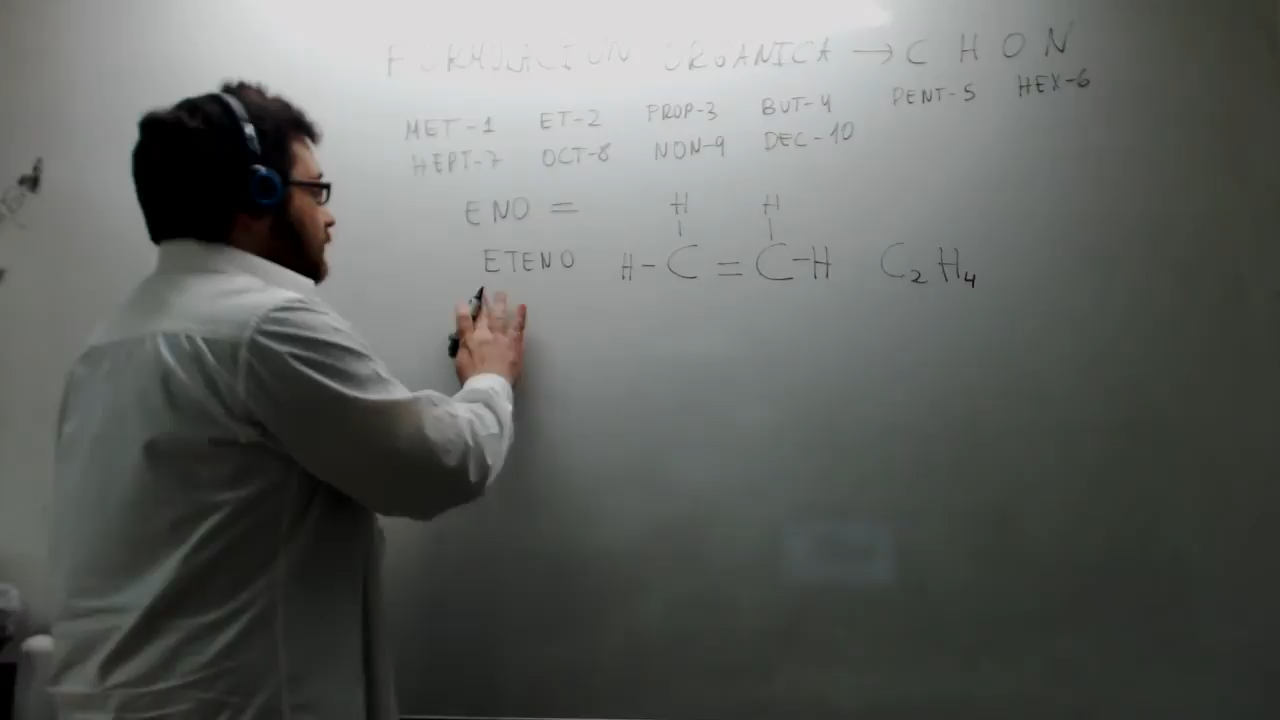 FORMULACION ORGANICA → C H O N
MET-1 ET-2 PROP-3 BUT-4 PENT-5 HEX-6
HEPT-7 OCT-8 NON-9 DEC-10
ENO =
H H
ETENO H-C=C-H C₂H₄